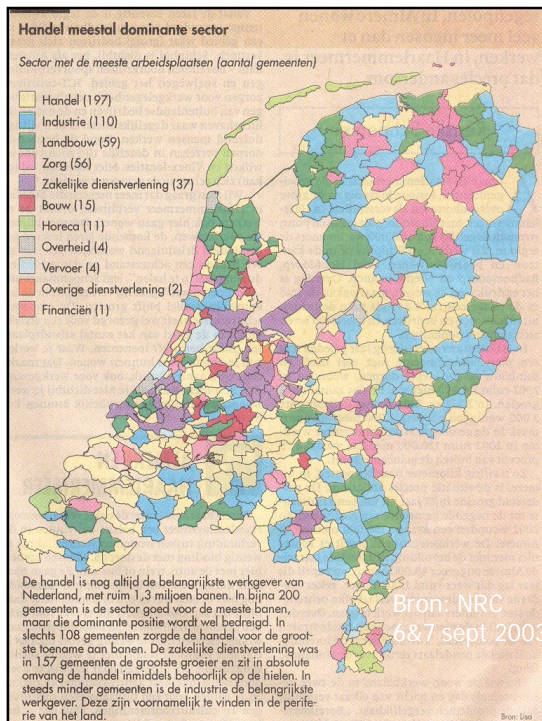 Handel meestal dominante sector
Sector met de meeste arbeidsplaatsen (aantal gemeenten)
Handel (197)
Industrie (110)
Landbouw (59)
Zorg (56)
Zakelijke dienstverlening (37)
Bouw (15)
Horeca (11)
Overheid (4)
Vervoer (4)
Overige dienstverlening (2)
Financiën (1)
De handel is nog altijd de belangrijkste werkgever van
Nederland, met ruim 1,3 miljoen banen. In bijna 200
gemeenten is de sector goed voor de meeste banen,
maar die dominante positie wordt wel bedreigd. In
slechts 108 gemeenten zorgde de handel voor de groot-
ste toename aan banen. De zakelijke dienstverlening was
in 157 gemeenten de grootste groeier en zit in absolute
omvang de handel inmiddels behoorlijk op de hielen. In
steeds minder gemeenten is de industrie de belangrijkste
werkgever. Deze zijn voornamelijk te vinden in de perife-
rie van het land.
Bron: NRC
6&7 sept 2003
Bron: Lisa